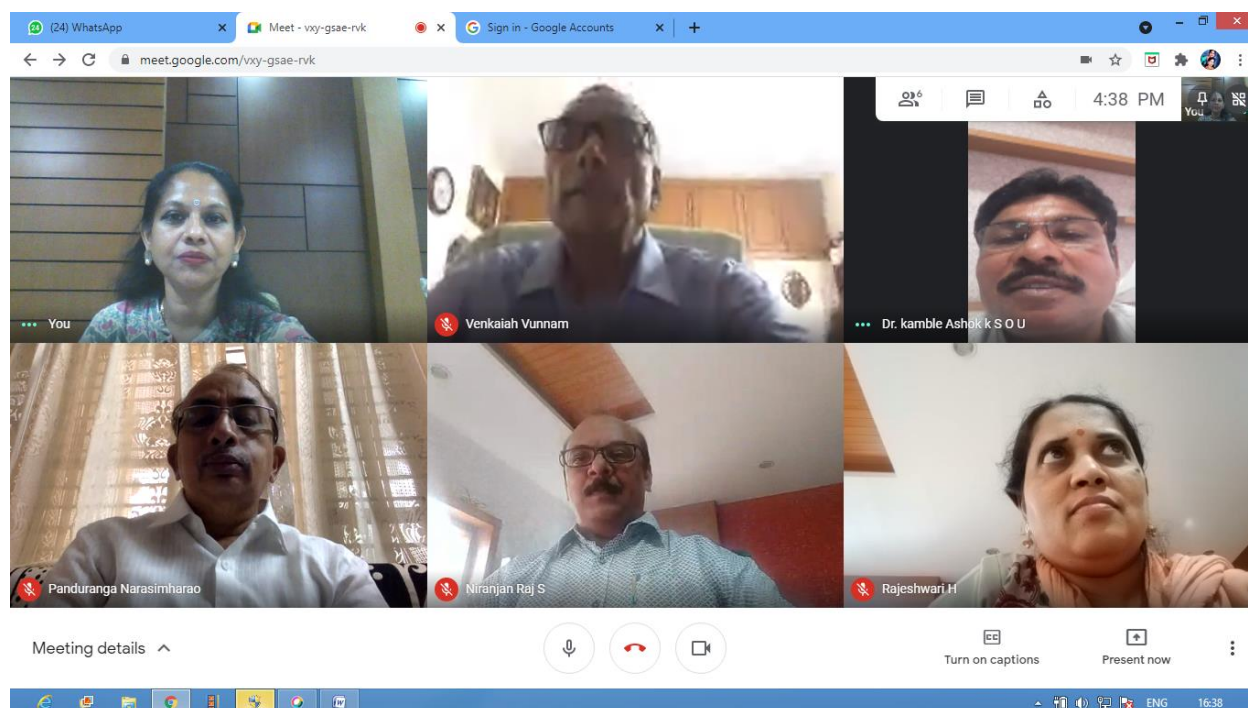 24 (24) WhatsApp Meet - vxy-gsae-rvk Sign in - Google Accounts
meet.google.com/vxy-gsae-rvk
6 4:38 PM
You
You Venkaiah Vunnam Dr. kamble Ashok k S O U
Panduranga Narasimharao Niranjan Raj S Rajeshwari H
Meeting details CC
Turn on captions Present now
ENG 16:38